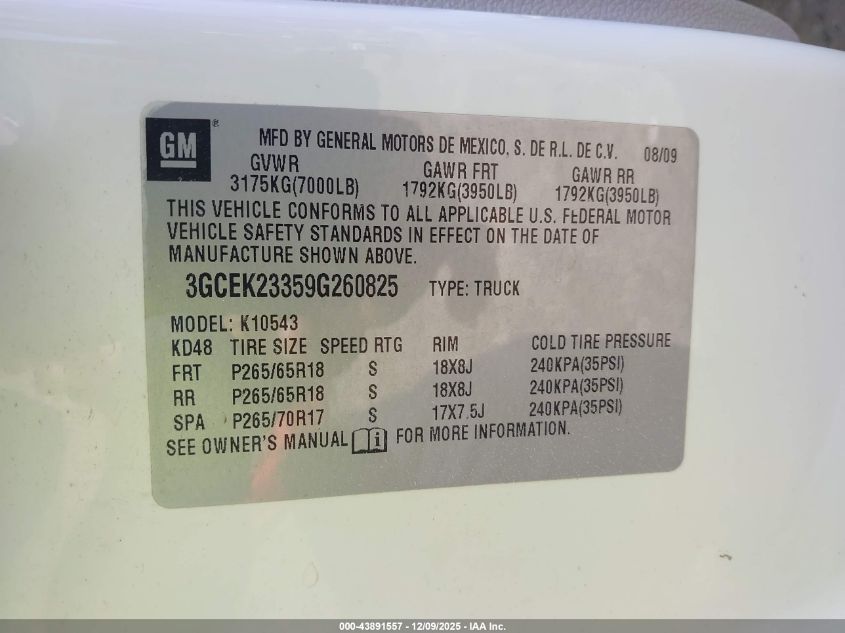 GM®
MFD BY GENERAL MOTORS DE MEXICO, S. DE R.L. DE C.V. 08/09
GVWR GAWR FRT GAWR RR
3175KG(7000LB) 1792KG(3950LB) 1792KG(3950LB)
THIS VEHICLE CONFORMS TO ALL APPLICABLE U.S. FEDERAL MOTOR
VEHICLE SAFETY STANDARDS IN EFFECT ON THE DATE OF
MANUFACTURE SHOWN ABOVE.
3GCEK23359G260825 TYPE: TRUCK
MODEL: K10543
KD48 TIRE SIZE SPEED RTG RIM COLD TIRE PRESSURE
FRT P265/65R18 S 18X8J 240KPA(35PSI)
RR P265/65R18 S 18X8J 240KPA(35PSI)
SPA P265/70R17 S 17X7.5J 240KPA(35PSI)
SEE OWNER'S MANUAL i FOR MORE INFORMATION.
000-43891557 - 12/09/2025 - IAA Inc.